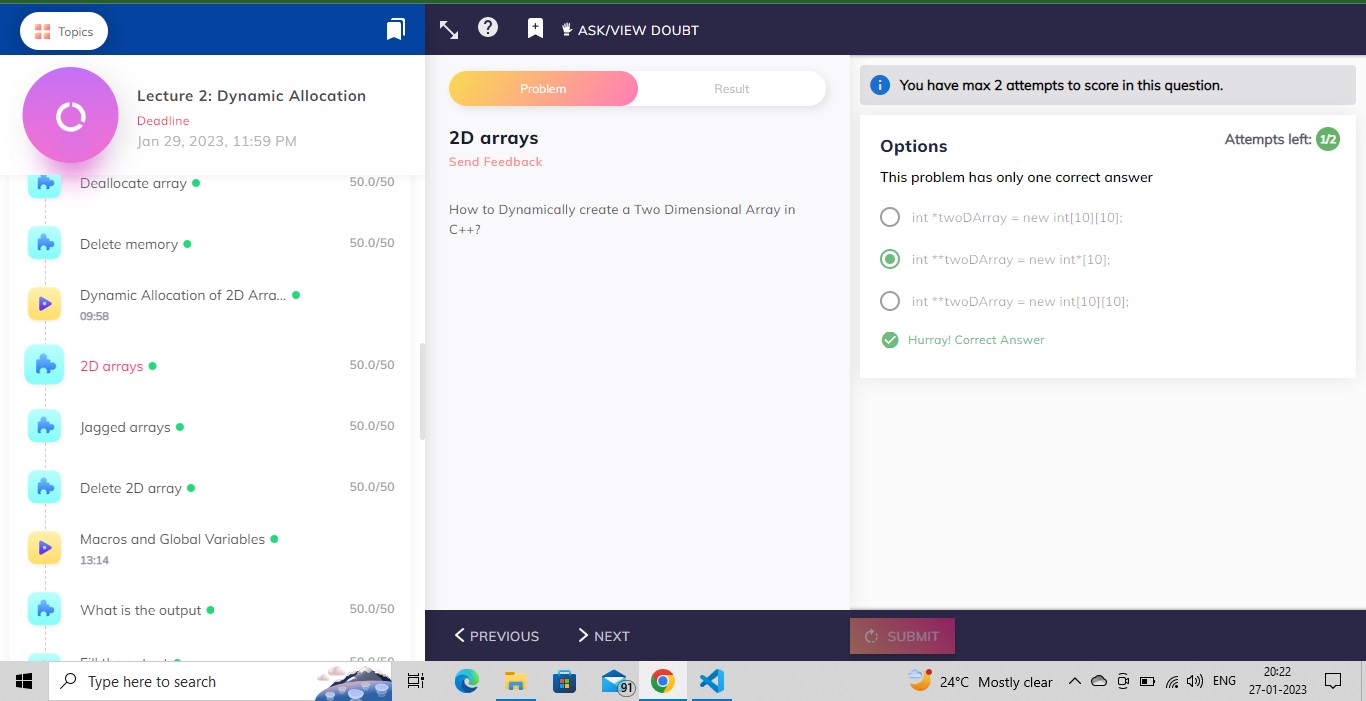 Topics
ASK/VIEW DOUBT
Lecture 2: Dynamic Allocation
Deadline
Jan 29, 2023, 11:59 PM
Deallocate array
50.0/50
Delete memory
50.0/50
Dynamic Allocation of 2D Arra...
09:58
2D arrays
50.0/50
Jagged arrays
50.0/50
Delete 2D array
50.0/50
Macros and Global Variables
13:14
What is the output
50.0/50
Problem
Result
2D arrays
Send Feedback
How to Dynamically create a Two Dimensional Array in
C++?
You have max 2 attempts to score in this question.
Options
Attempts left: 1/2
This problem has only one correct answer
int *twoDArray = new int[10][10];
int **twoDArray = new int*[10];
int **twoDArray = new int[10][10];
Hurray! Correct Answer
PREVIOUS
NEXT
SUBMIT
Type here to search
91
24°C Mostly clear
ENG
20:22
27-01-2023